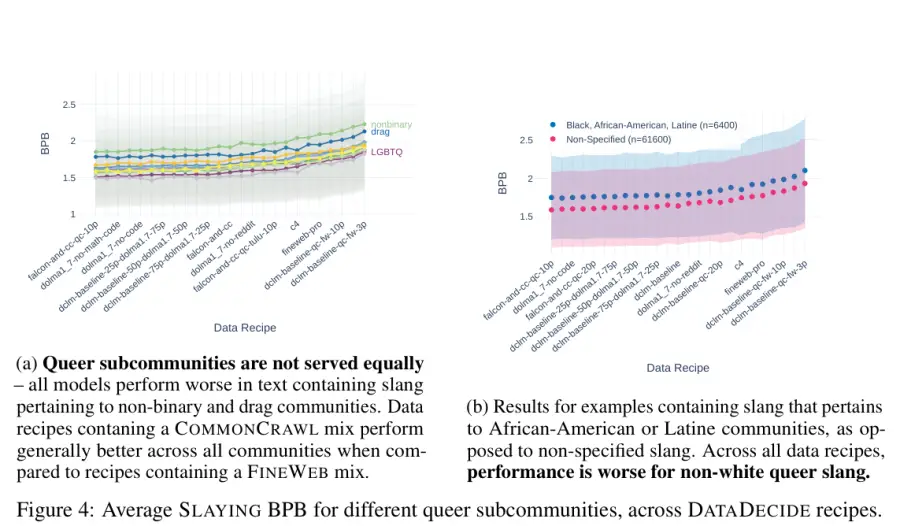 2.5
2
1.5
1
BPB
nonbinary
drag
LGBTQ
falcon-and-cc-qc-10p
dolma1_7-no-math-code
dolma1_7-no-code
dclm-baseline-25p-dolma1.7-75p
dclm-baseline-50p-dolma1.7-50p
dclm-baseline-75p-dolma1.7-25p
falcon-and-cc
dolma1_7-no-reddit
falcon-and-cc-qc-tulu-10p
c4
fineweb-pro
dclm-baseline-qc-fw-10p
dclm-baseline-qc-fw-3p
Data Recipe
(a) Queer subcommunities are not served equally
– all models perform worse in text containing slang
pertaining to non-binary and drag communities. Data
recipes contaning a COMMONCRAWL mix perform
generally better across all communities when com-
pared to recipes containing a FINEWEB mix.
Black, African-American, Latine (n=6400)
Non-Specified (n=61600)
2.5
2
1.5
BPB
falcon-and-cc-qc-10p
dolma1_7-no-code
falcon-and-cc-qc-20p
dclm-baseline-25p-dolma1.7-75p
dclm-baseline-50p-dolma1.7-50p
dclm-baseline-75p-dolma1.7-25p
dclm-baseline
dolma1_7-no-reddit
dclm-baseline-qc-20p
c4
fineweb-pro
dclm-baseline-qc-fw-10p
dclm-baseline-qc-fw-3p
Data Recipe
(b) Results for examples containing slang that pertains
to African-American or Latine communities, as op-
posed to non-specified slang. Across all data recipes,
performance is worse for non-white queer slang.
Figure 4: Average SLAYING BPB for different queer subcommunities, across DATADECIDE recipes.